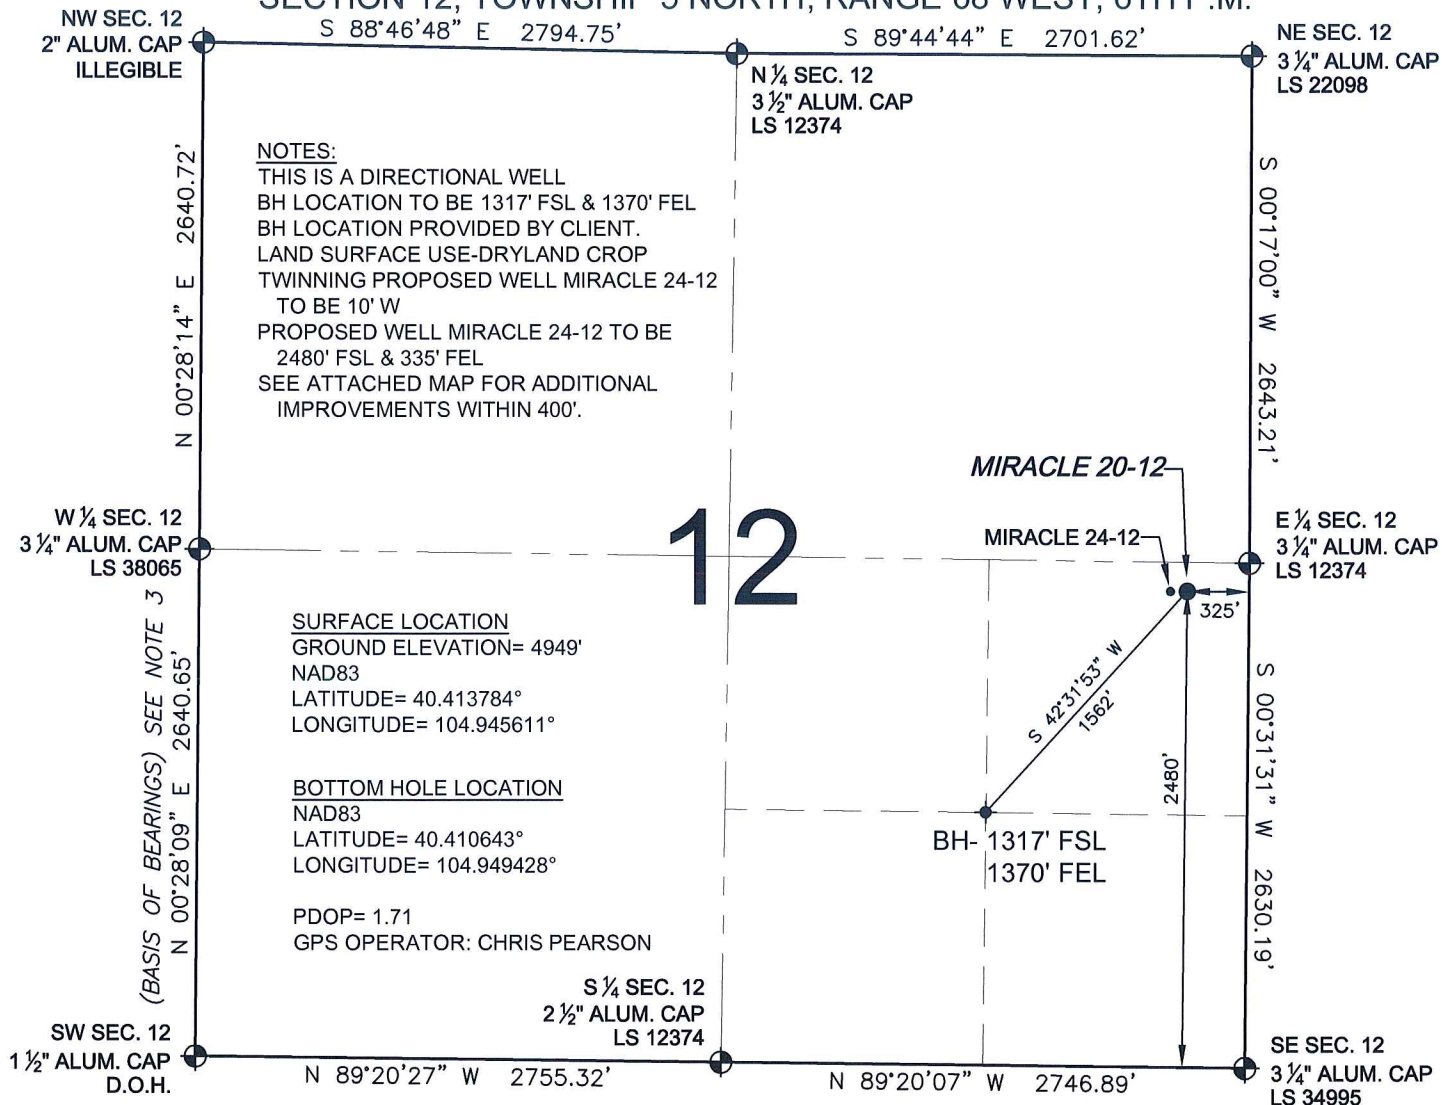 SECTION 12, TOWNSHIP 5 NORTH, RANGE 68 WEST, 6TH P.M.
NW SEC. 12
2" ALUM. CAP
ILLEGIBLE
S 88°46'48" E 2794.75'
S 89°44'44" E 2701.62'
NE SEC. 12
3 ¼" ALUM. CAP
LS 22098
N ¼ SEC. 12
3 ½" ALUM. CAP
LS 12374
NOTES:
THIS IS A DIRECTIONAL WELL
BH LOCATION TO BE 1317' FSL & 1370' FEL
BH LOCATION PROVIDED BY CLIENT.
LAND SURFACE USE-DRYLAND CROP
TWINNING PROPOSED WELL MIRACLE 24-12
TO BE 10' W
PROPOSED WELL MIRACLE 24-12 TO BE
2480' FSL & 335' FEL
SEE ATTACHED MAP FOR ADDITIONAL
IMPROVEMENTS WITHIN 400'.
N 00°28'14" E 2640.72'
S 00°17'00" W 2643.21'
MIRACLE 20-12
MIRACLE 24-12
W ¼ SEC. 12
3 ¼" ALUM. CAP
LS 38065
12
E ¼ SEC. 12
3 ¼" ALUM. CAP
LS 12374
325'
SURFACE LOCATION
GROUND ELEVATION= 4949'
NAD83
LATITUDE= 40.413784°
LONGITUDE= 104.945611°
BOTTOM HOLE LOCATION
NAD83
LATITUDE= 40.410643°
LONGITUDE= 104.949428°
PDOP= 1.71
GPS OPERATOR: CHRIS PEARSON
(BASIS OF BEARINGS) SEE NOTE 3
N 00°28'09" E 2640.65'
S 42°31'53" W
1562'
2480'
S 00°31'31" W 2630.19'
BH- 1317' FSL
1370' FEL
S ¼ SEC. 12
2 ½" ALUM. CAP
LS 12374
SW SEC. 12
1 ½" ALUM. CAP
D.O.H.
N 89°20'27" W 2755.32'
N 89°20'07" W 2746.89'
SE SEC. 12
3 ¼" ALUM. CAP
LS 34995